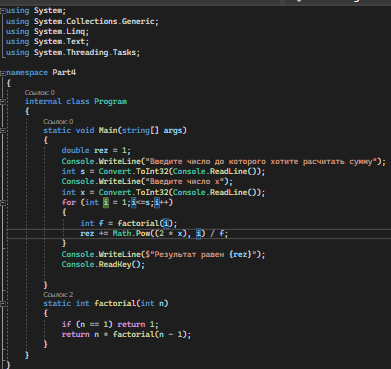 using System;
using System.Collections.Generic;
using System.Linq;
using System.Text;
using System.Threading.Tasks;
namespace Part4
{
Ссылок: 0
internal class Program
{
Ссылок: 0
static void Main(string[] args)
{
double rez = 1;
Console.WriteLine("Введите число до которого хотите расчитать сумму");
int s = Convert.ToInt32(Console.ReadLine());
Console.WriteLine("Введите число x");
int x = Convert.ToInt32(Console.ReadLine());
for (int i = 1;i<=s;i++)
{
int f = factorial(i);
rez += Math.Pow((2 * x), i) / f;
}
Console.WriteLine($"Результат равен {rez}");
Console.ReadKey();
}
Ссылок: 2
static int factorial(int n)
{
if (n == 1) return 1;
return n * factorial(n - 1);
}
}
}